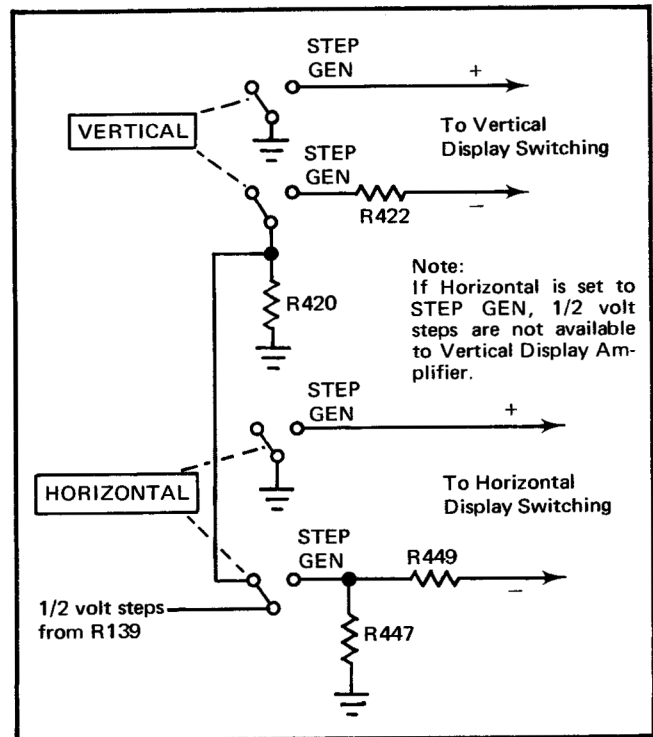 STEP
GEN
+
VERTICAL
To Vertical
Display Switching
STEP
GEN
R422
−
Note:
If Horizontal is set to
STEP GEN, 1/2 volt
steps are not available
to Vertical Display Am-
plifier.
R420
STEP
GEN
+
HORIZONTAL
To Horizontal
Display Switching
STEP
GEN
R449
−
1/2 volt steps
from R139
R447